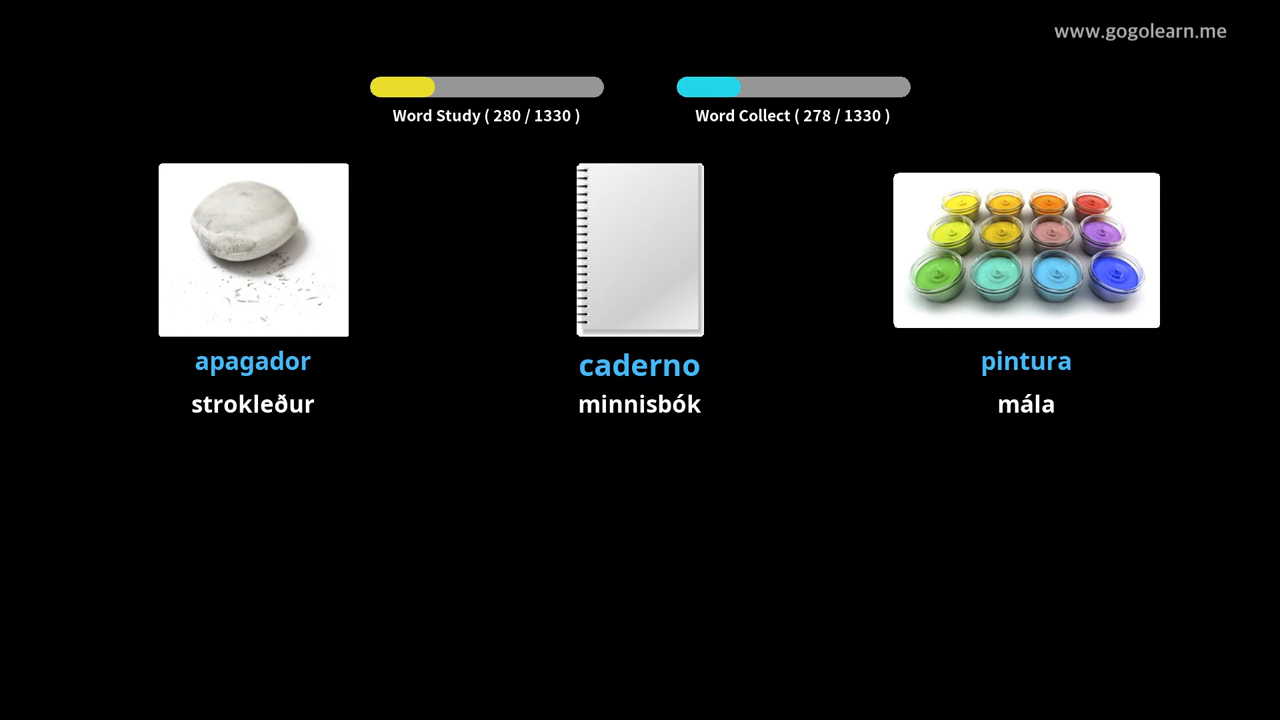 www.gogolearn.me
Word Study ( 280 / 1330 )
Word Collect ( 278 / 1330 )
apagador
caderno
pintura
strokleður
minnisbók
mála